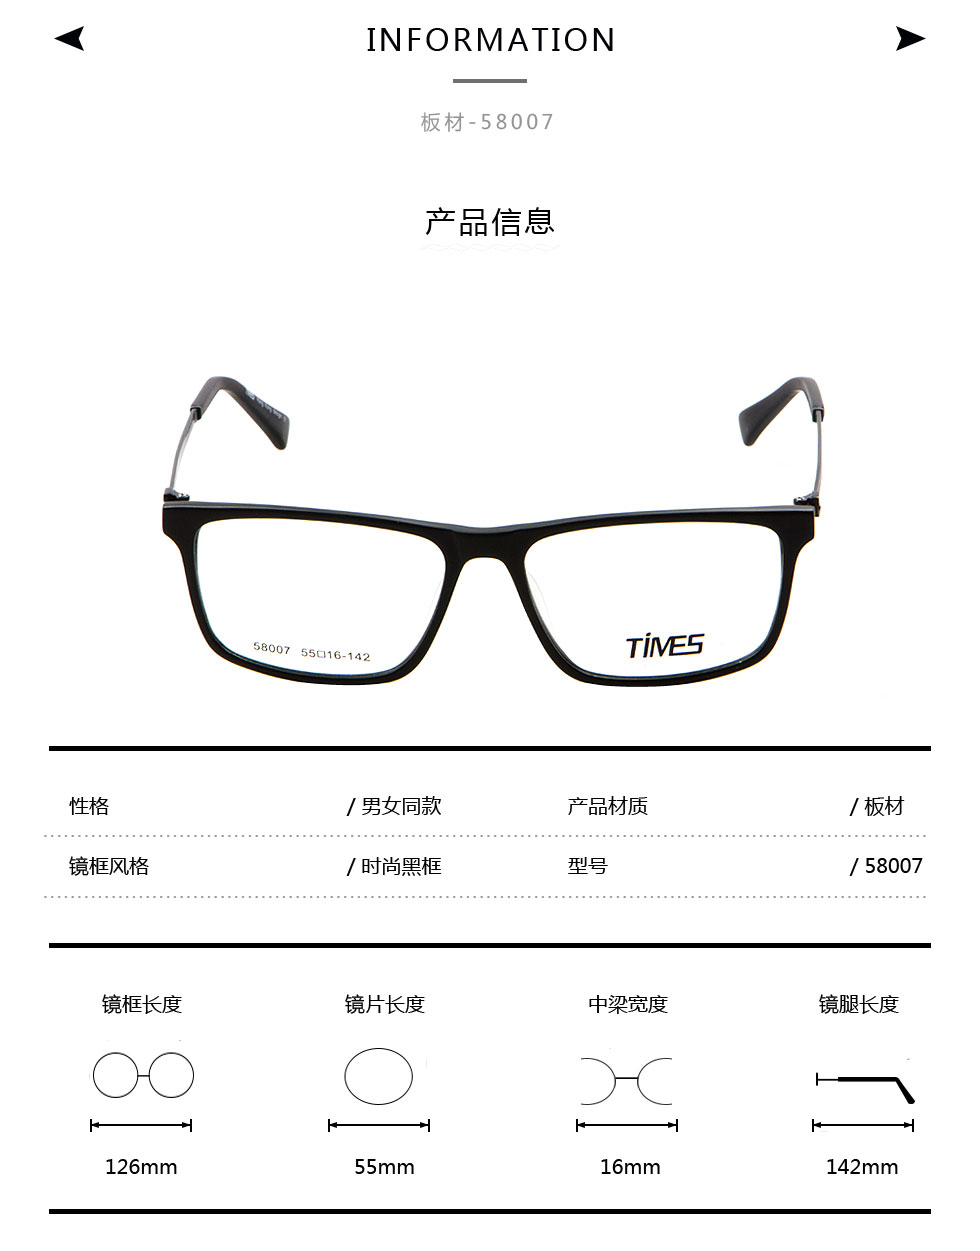 INFORMATION
板材-58007
产品信息
58007 55□16-142
TiMES
性格 / 男女同款 产品材质 / 板材
镜框风格 / 时尚黑框 型号 / 58007
镜框长度 镜片长度 中梁宽度 镜腿长度
126mm 55mm 16mm 142mm